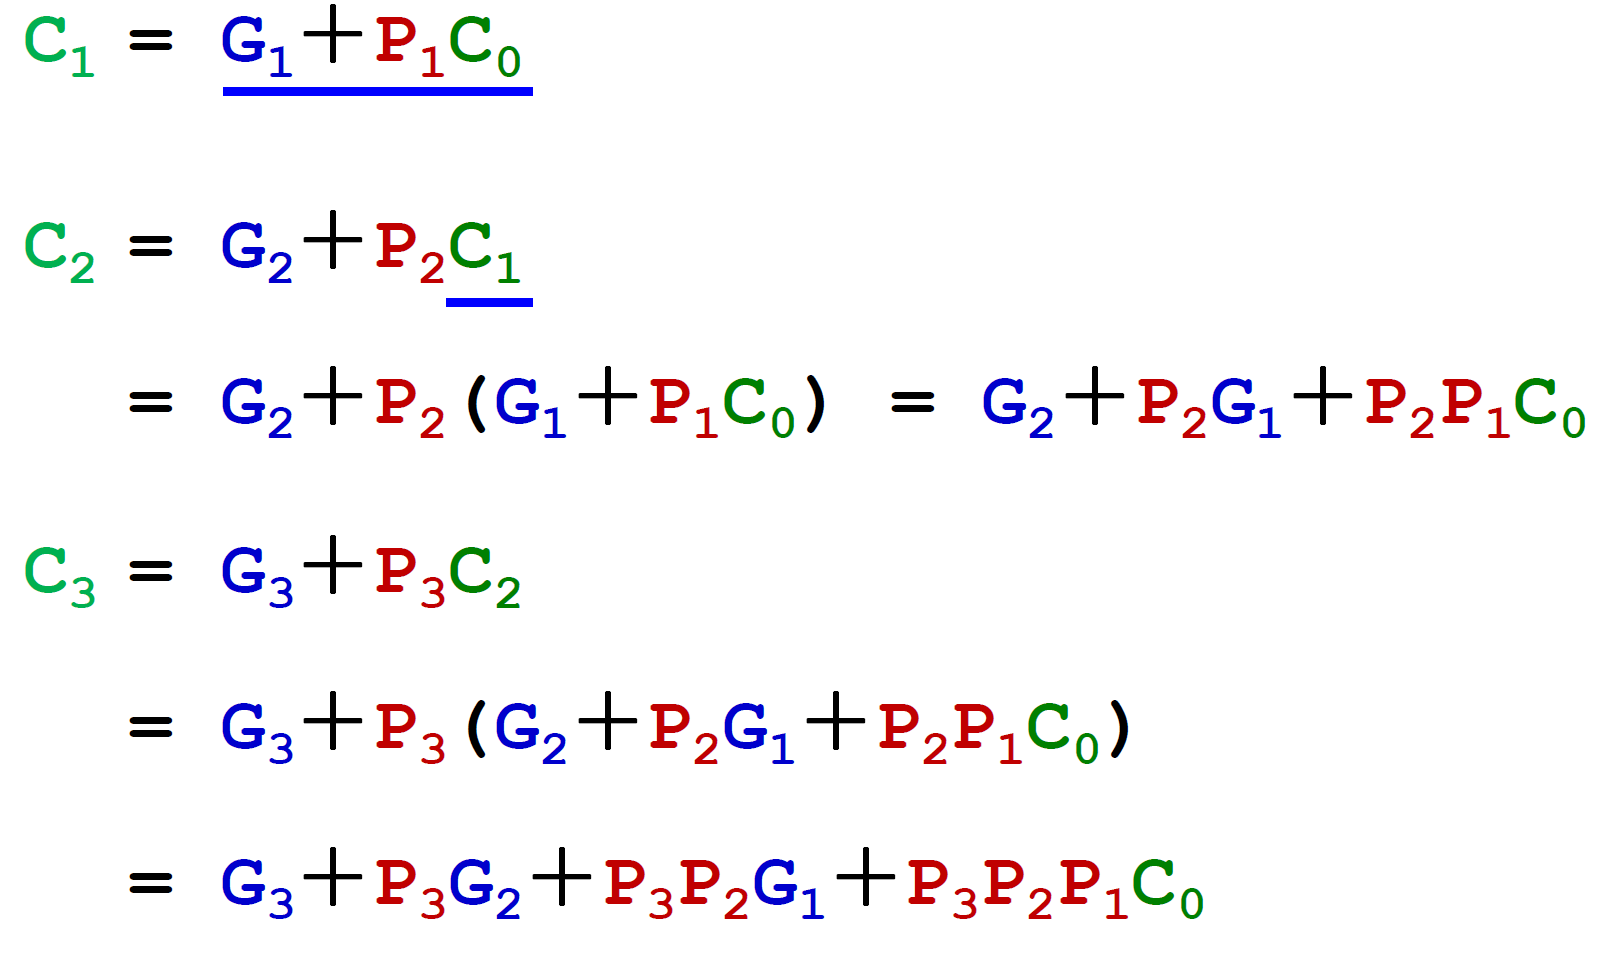 C₁ = G₁+P₁C₀
C₂ = G₂+P₂C₁
= G₂+P₂(G₁+P₁C₀) = G₂+P₂G₁+P₂P₁C₀
C₃ = G₃+P₃C₂
= G₃+P₃(G₂+P₂G₁+P₂P₁C₀)
= G₃+P₃G₂+P₃P₂G₁+P₃P₂P₁C₀